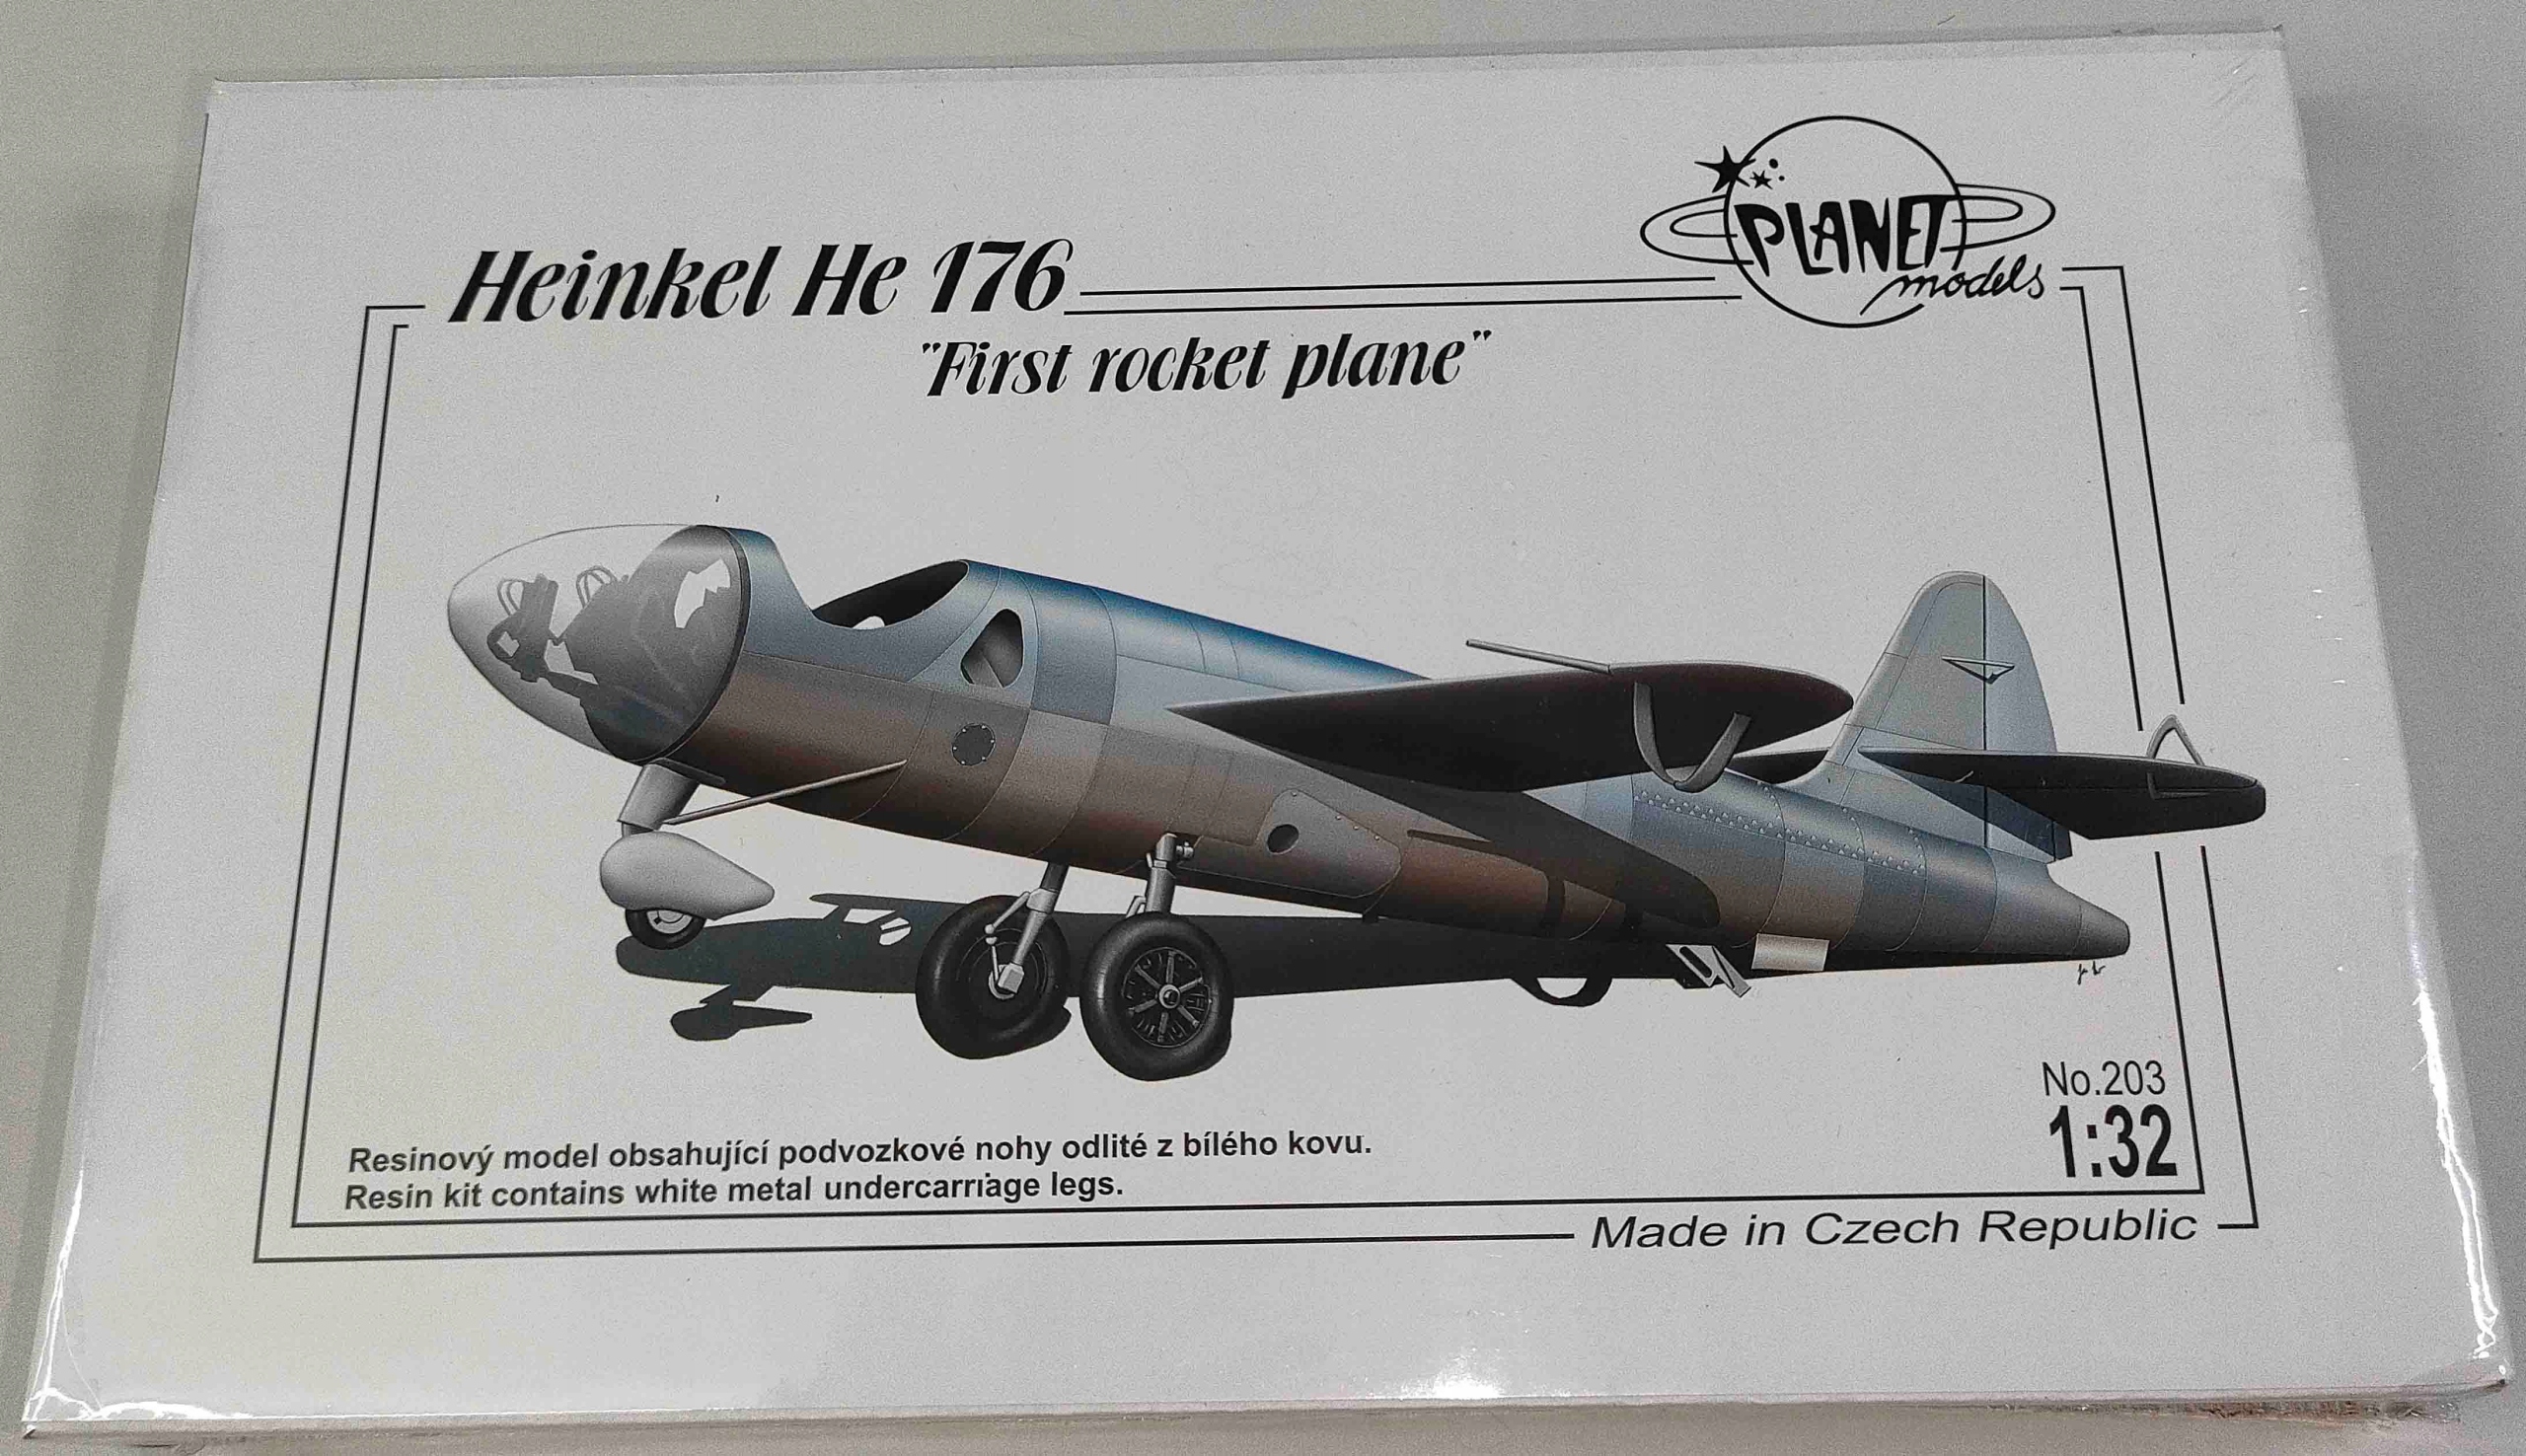 PLANET
models
Heinkel He 176
"First rocket plane"
No.203
1:32
Resinový model obsahující podvozkové nohy odlité z bílého kovu.
Resin kit contains white metal undercarriage legs.
Made in Czech Republic